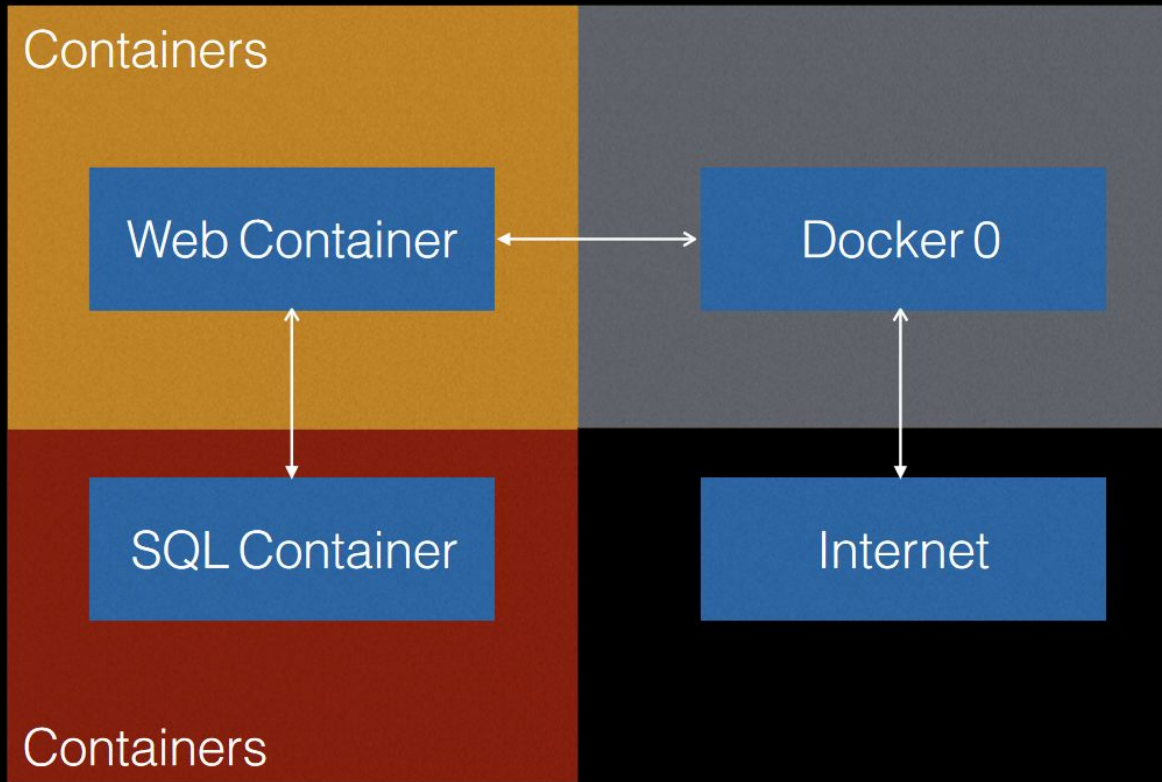 Containers
Web Container
Docker 0
SQL Container
Internet
Containers